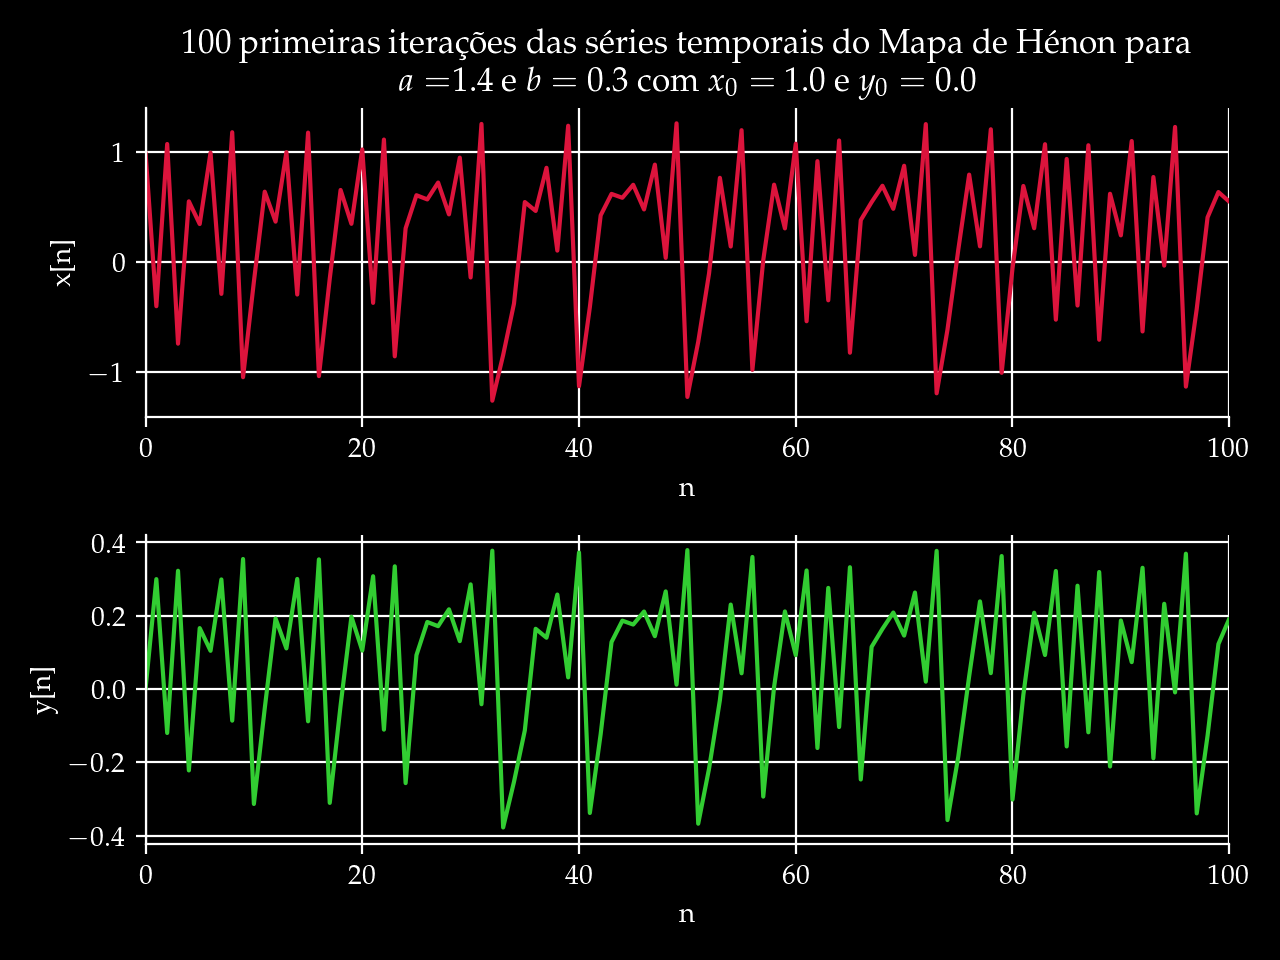 100 primeiras iterações das séries temporais do Mapa de Hénon para
a =1.4 e b = 0.3 com x₀ = 1.0 e y₀ = 0.0
x[n]
1
0
−1
0 20 40 60 80 100
n
y[n]
0.4
0.2
0.0
−0.2
−0.4
0 20 40 60 80 100
n